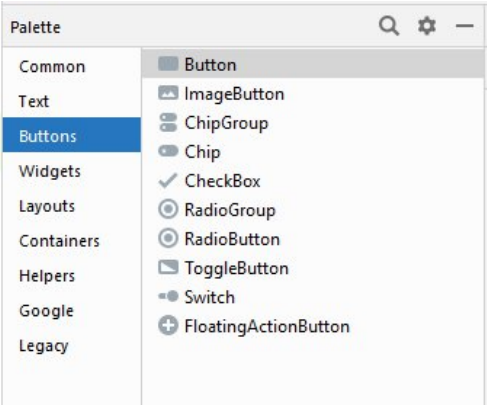 Palette
Common
Text
Buttons
Widgets
Layouts
Containers
Helpers
Google
Legacy
Button
ImageButton
ChipGroup
Chip
CheckBox
RadioGroup
RadioButton
ToggleButton
Switch
FloatingActionButton